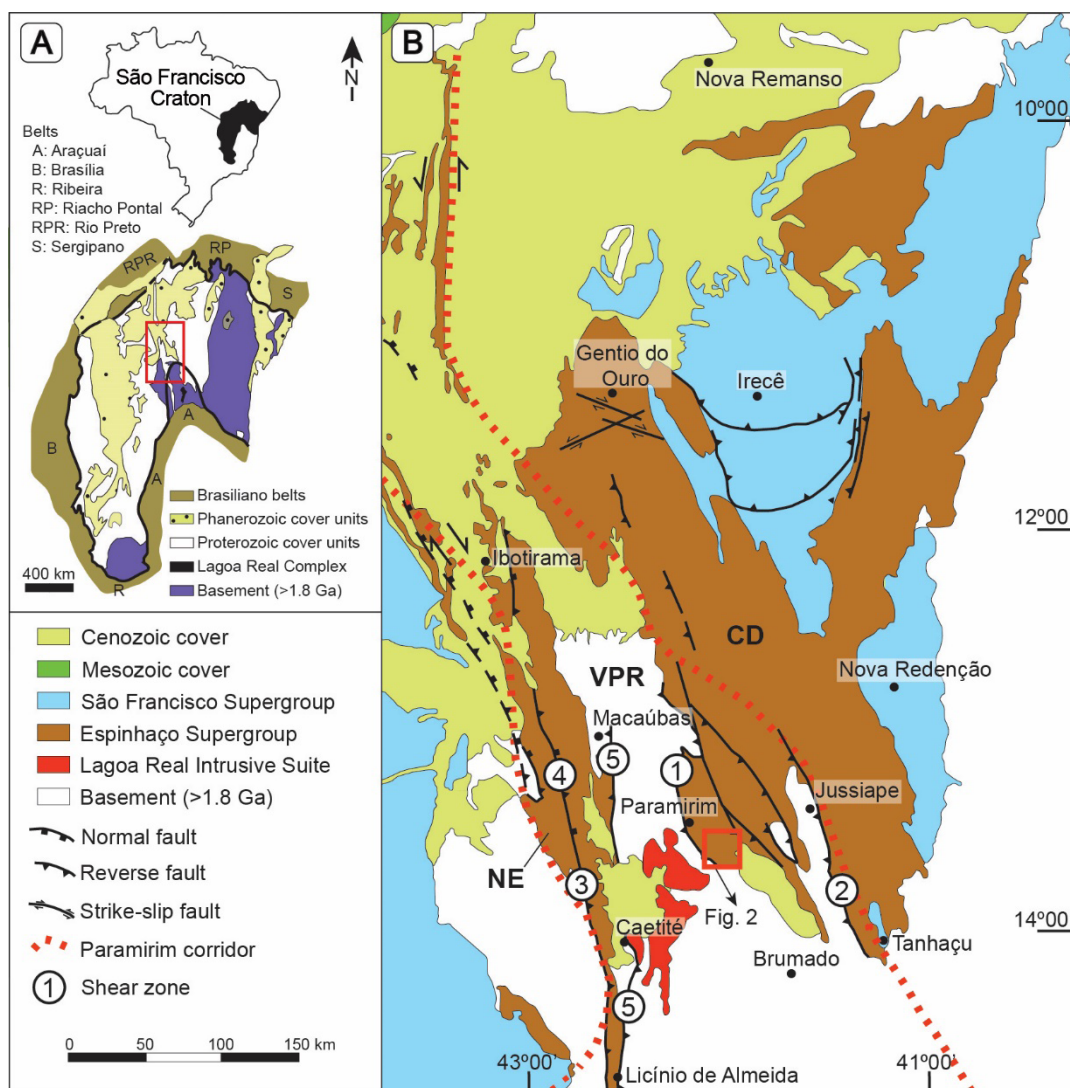 A
São Francisco
Craton
N
Belts
A: Araçuaí
B: Brasília
R: Ribeira
RP: Riacho Pontal
RPR: Rio Preto
S: Sergipano
RPR
RP
S
B
A
A
R
Brasiliano belts
Phanerozoic cover units
Proterozoic cover units
Lagoa Real Complex
Basement (>1.8 Ga)
400 km
Cenozoic cover
Mesozoic cover
São Francisco Supergroup
Espinhaço Supergroup
Lagoa Real Intrusive Suite
Basement (>1.8 Ga)
Normal fault
Reverse fault
Strike-slip fault
Paramirim corridor
1 Shear zone
0 50 100 150 km
B
Nova Remanso
10º00'
Gentio do
Ouro
Irecê
12º00'
Ibotirama
CD
VPR
Nova Redenção
Macaúbas
5
4
1
Jussiape
Paramirim
NE
3
2
Fig. 2
14º00'
Caetité
Tanhaçu
Brumado
5
43º00'
41º00'
Licínio de Almeida